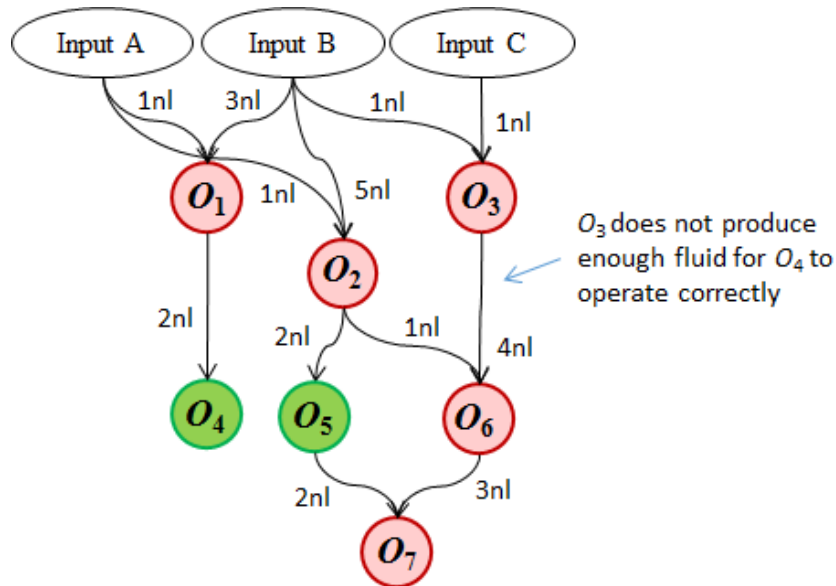 Input A
Input B
Input C
1nl
3nl
1nl
1nl
O1
1nl
5nl
O3
O3 does not produce
enough fluid for O4 to
operate correctly
O2
2nl
2nl
1nl
4nl
O4
O5
O6
2nl
3nl
O7